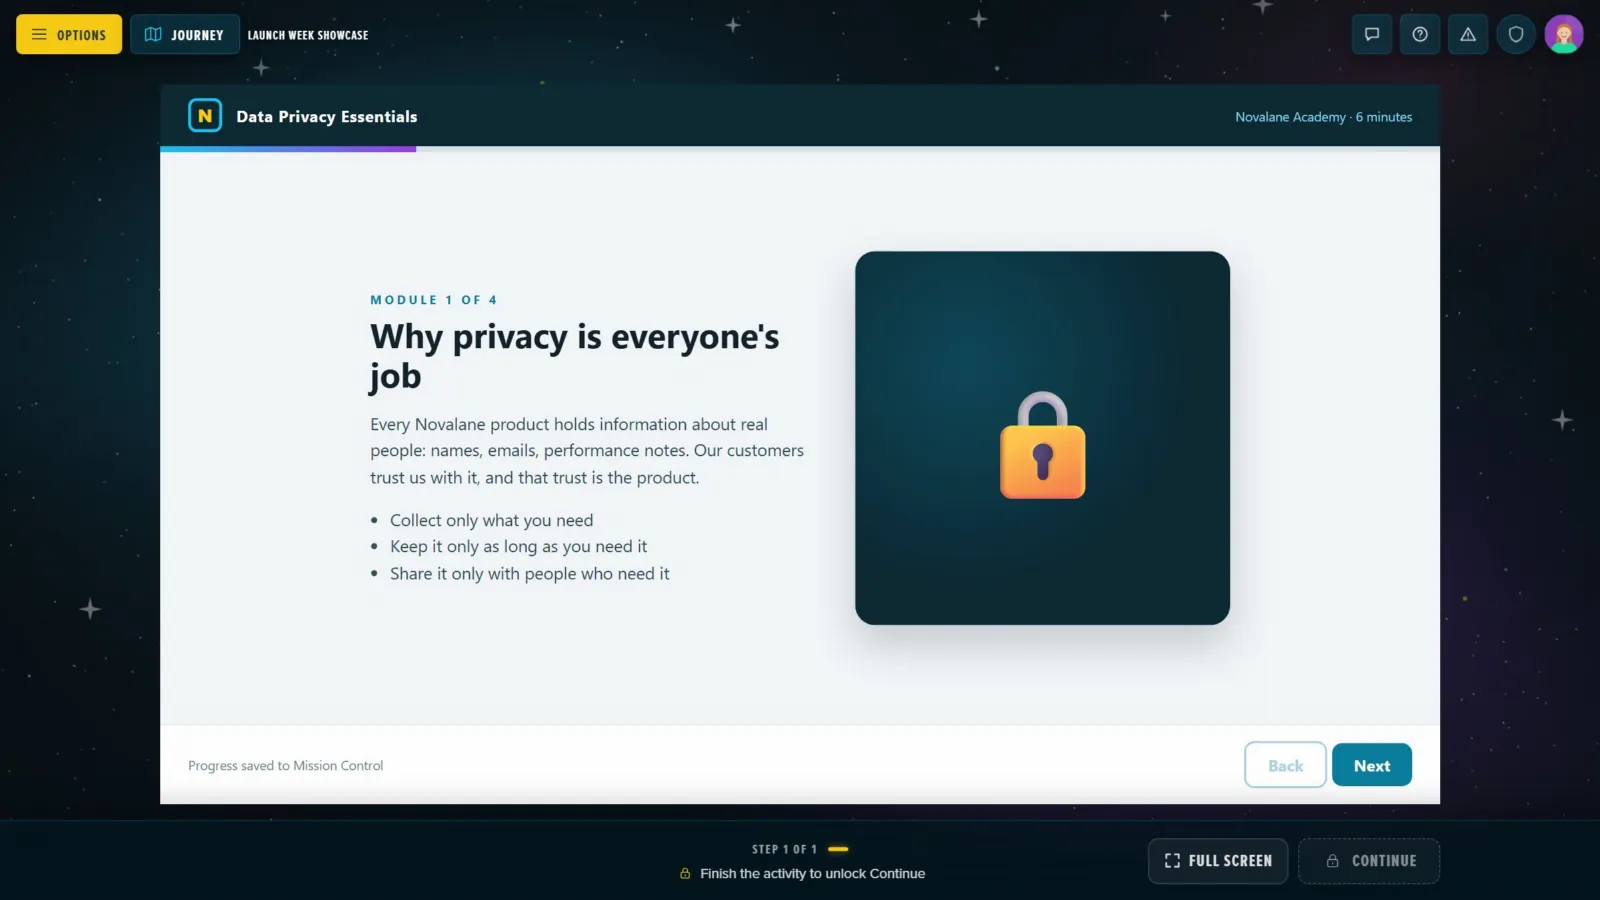 OPTIONS
JOURNEY
LAUNCH WEEK SHOWCASE
N
Data Privacy Essentials
Novalane Academy · 6 minutes
MODULE 1 OF 4
Why privacy is everyone's
job
Every Novalane product holds information about real
people: names, emails, performance notes. Our customers
trust us with it, and that trust is the product.
• Collect only what you need
• Keep it only as long as you need it
• Share it only with people who need it
Progress saved to Mission Control
Back
Next
STEP 1 OF 1
Finish the activity to unlock Continue
FULL SCREEN
CONTINUE